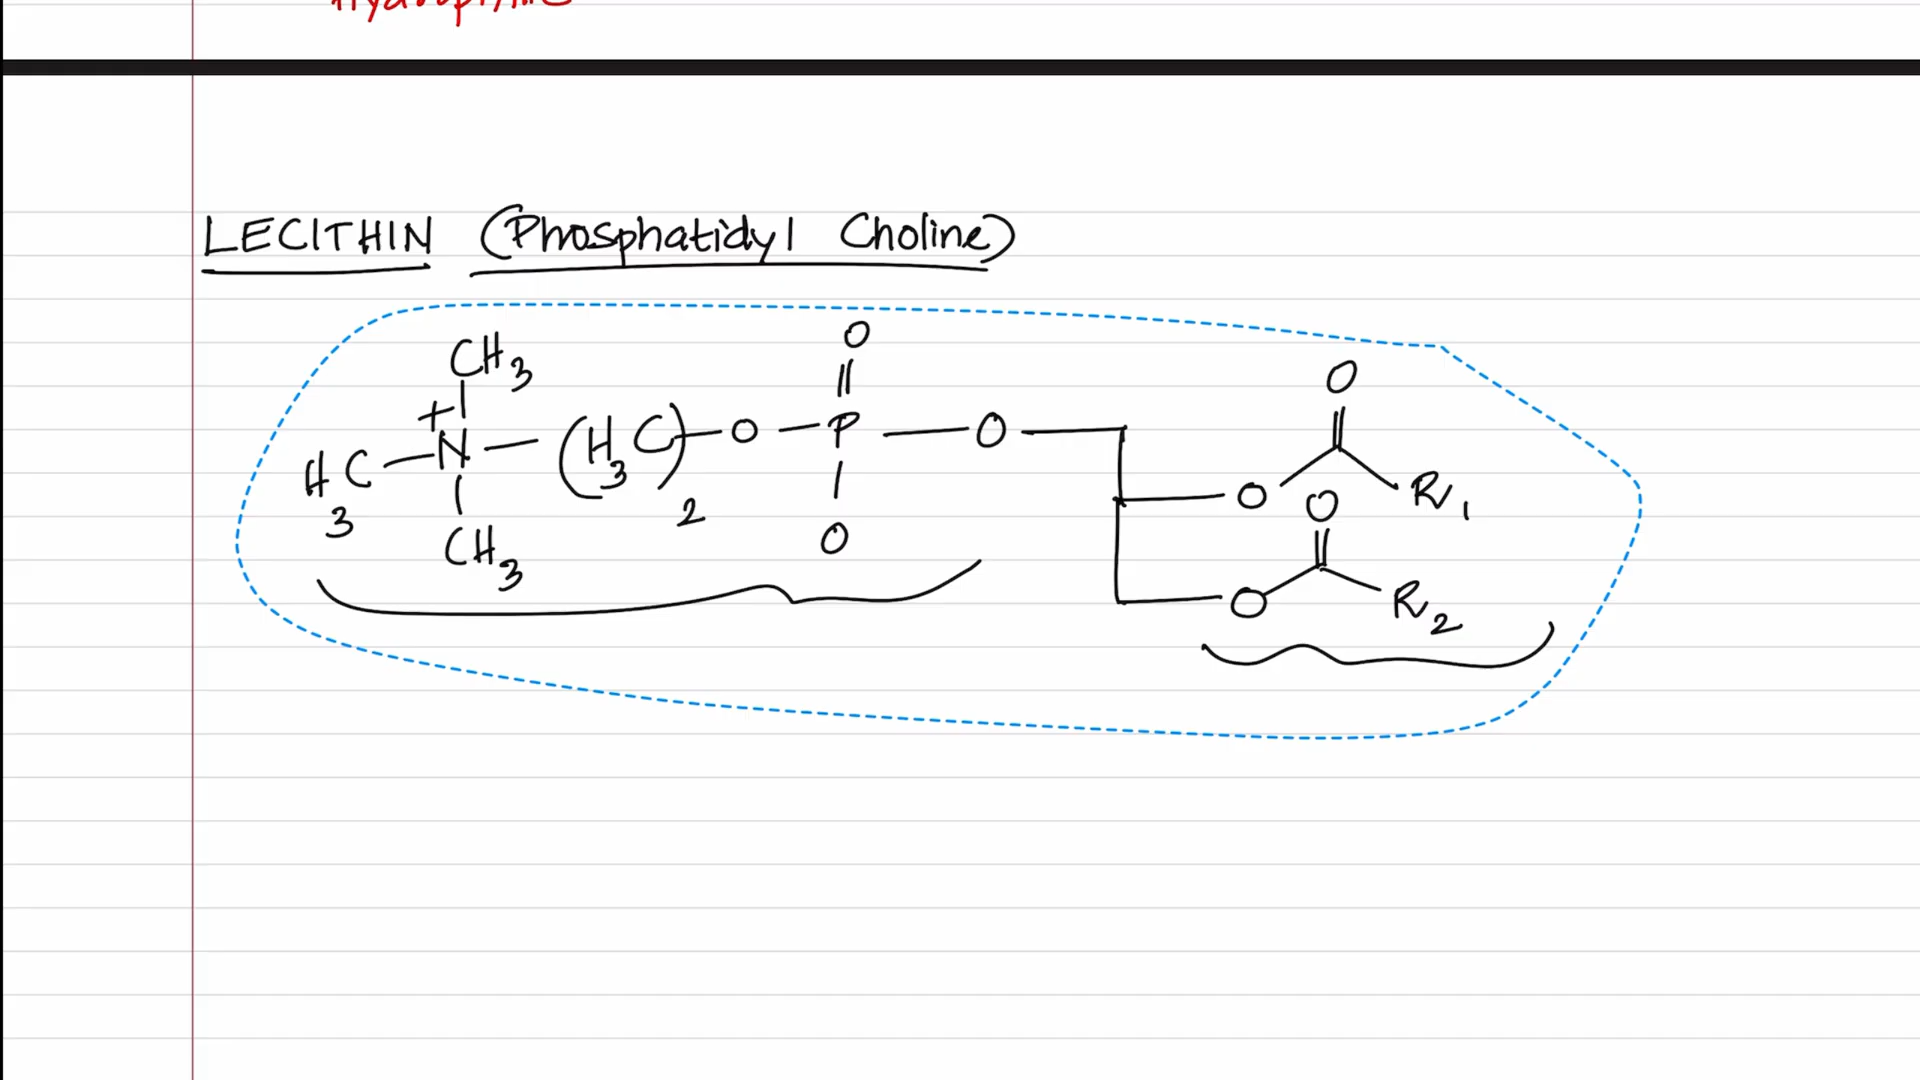 LECITHIN (Phosphatidyl Choline)
O
CH3
O
+
H3C N (H3C)2 O P O
O R1
O
CH3 O
O R2